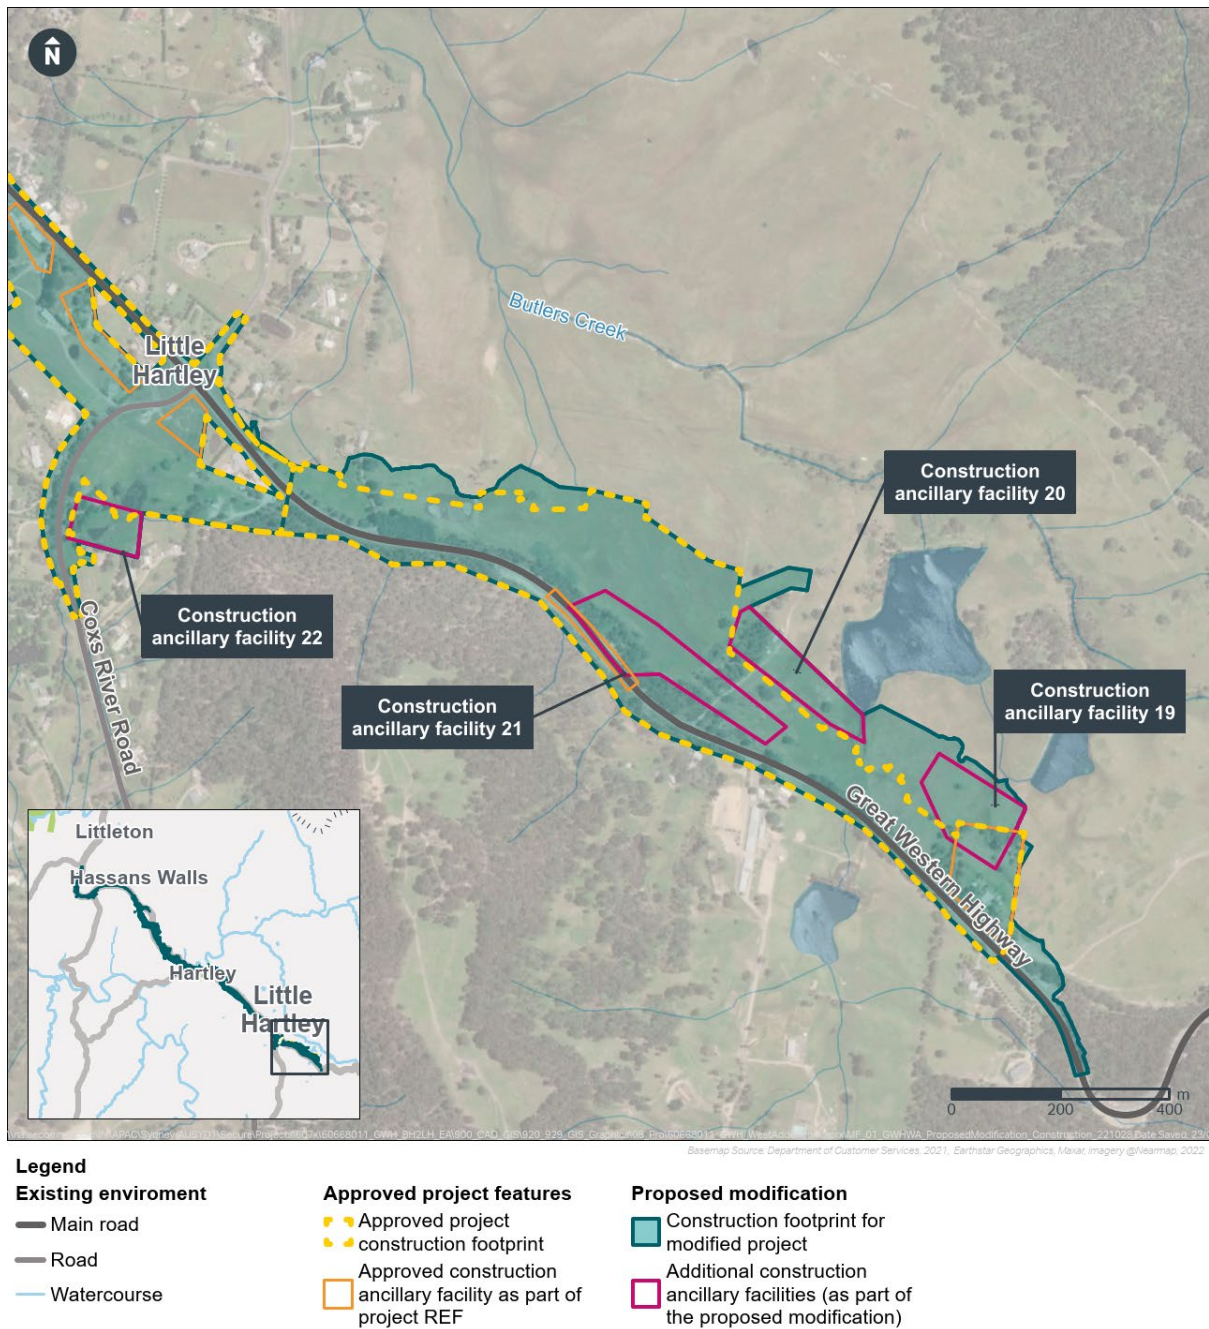 N
Little
Hartley
Butlers Creek
Construction
ancillary facility 20
Construction
ancillary facility 22
Coxs River Road
Construction
ancillary facility 21
Construction
ancillary facility 19
Great Western Highway
Littleton
Hassans Walls
Hartley
Little
Hartley
0 200 400 m
Basemap Source: Department of Customer Services, 2021, Earthstar Geographics, Maxar, imagery @Nearmap, 2022
Legend
Existing enviroment
Main road
Road
Watercourse
Approved project features
Approved project
construction footprint
Approved construction
ancillary facility as part of
project REF
Proposed modification
Construction footprint for
modified project
Additional construction
ancillary facilities (as part of
the proposed modification)